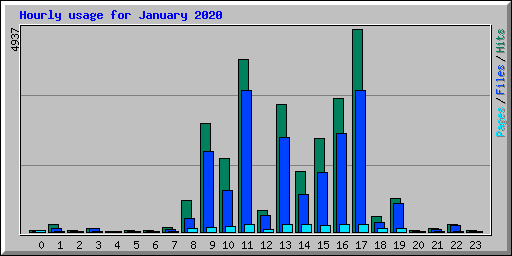 Hourly usage for January 2020
4937
Pages/Files/Hits
0 1 2 3 4 5 6 7 8 9 10 11 12 13 14 15 16 17 18 19 20 21 22 23